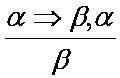 α ⇒ β, α
β